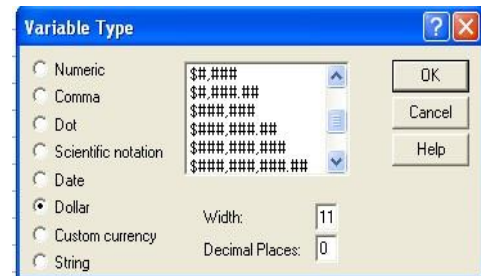 Variable Type
Numeric
Comma
Dot
Scientific notation
Date
Dollar
Custom currency
String
$#,###
$#,###.##
$###,###
$###,###.##
$###,###,###
$###,###,###.##
Width: 11
Decimal Places: 0
OK
Cancel
Help